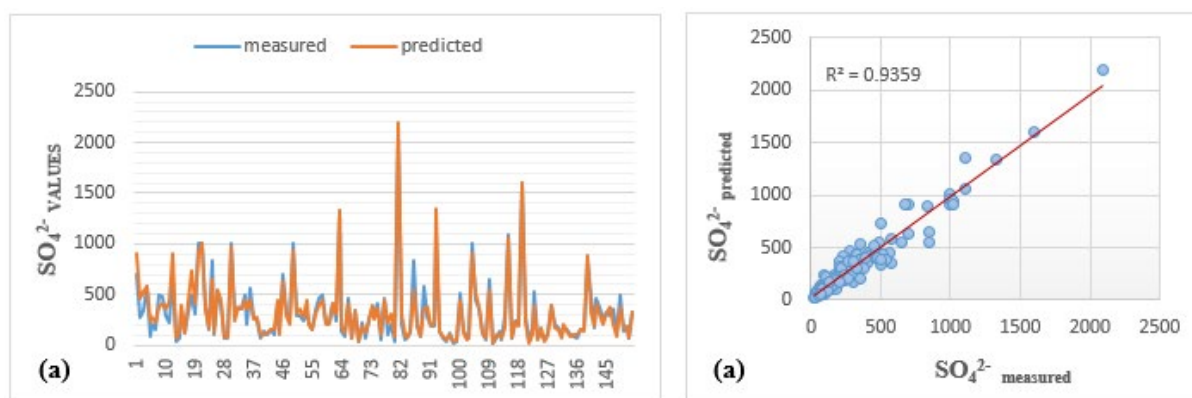 measured predicted
SO₄²⁻ VALUES
2500
2000
1500
1000
500
0
1 10 19 28 37 46 55 64 73 82 91 100 109 118 127 136 145
(a)
SO₄²⁻ predicted
2500
2000
1500
1000
500
0
R² = 0.9359
0 500 1000 1500 2000 2500
(a)
SO₄²⁻ measured